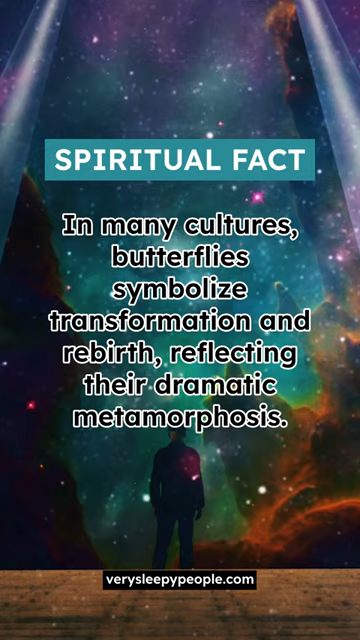 SPIRITUAL FACT
In many cultures,
butterflies
symbolize
transformation and
rebirth, reflecting
their dramatic
metamorphosis.
verysleepypeople.com